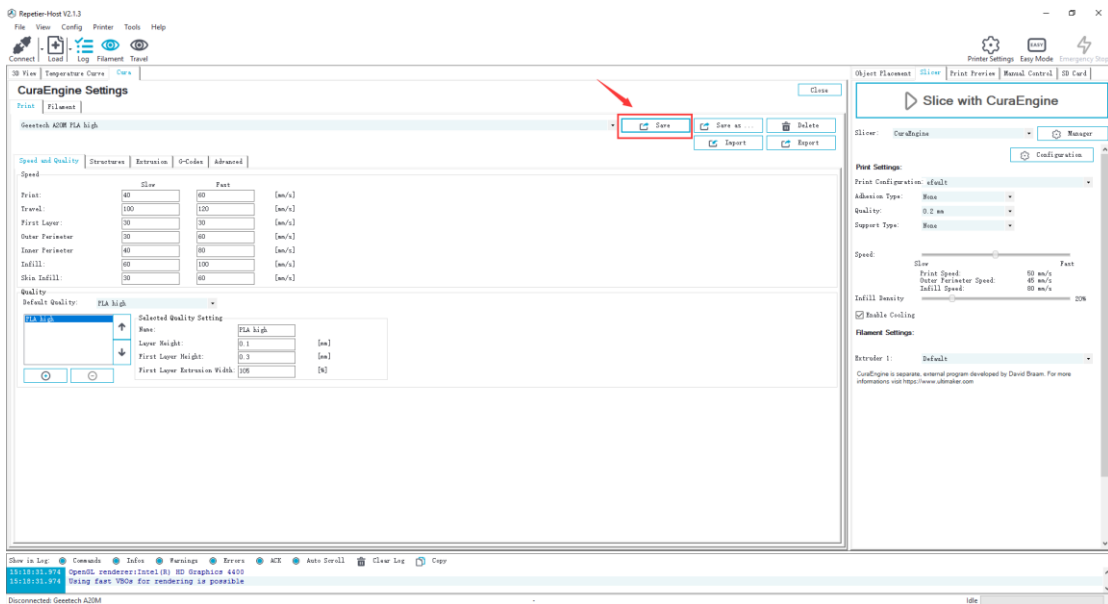 Repetier-Host V2.1.3
File View Config Printer Tools Help
Connect Load Log Filament Travel
Printer Settings Easy Mode Emergency Stop
EASY
3D View Temperature Curve Cura
CuraEngine Settings
Close
Print Filament
Geeetech A20M PLA high
Save Save as ... Delete
Import Export
Speed and Quality Structures Extrusion G-Codes Advanced
Speed
Slow Fast
Print: 40 60 [mm/s]
Travel: 100 120 [mm/s]
First Layer: 30 30 [mm/s]
Outer Perimeter 30 60 [mm/s]
Inner Perimeter 40 80 [mm/s]
Infill: 60 100 [mm/s]
Skin Infill: 30 60 [mm/s]
Quality
Default Quality: PLA high
PLA high
Selected Quality Setting
Name: PLA high
Layer Height: 0.1 [mm]
First Layer Height: 0.3 [mm]
First Layer Extrusion Width: 105 [%]
Object Placement Slicer Print Preview Manual Control SD Card
Slice with CuraEngine
Slicer: CuraEngine Manager
Configuration
Print Settings:
Print Configuration: efault
Adhesion Type: None
Quality: 0.2 mm
Support Type: None
Speed:
Slow Fast
Print Speed: 50 mm/s
Outer Perimeter Speed: 45 mm/s
Infill Speed: 80 mm/s
Infill Density 20%
Enable Cooling
Filament Settings:
Extruder 1: Default
CuraEngine is separate, external program developed by David Braam. For more
informations visit https://www.ultimaker.com
Show in Log: Commands Infos Warnings Errors ACK Auto Scroll Clear Log Copy
15:18:31.974 OpenGL renderer:Intel(R) HD Graphics 4400
15:18:31.974 Using fast VBOs for rendering is possible
Disconnected: Geeetech A20M - Idle